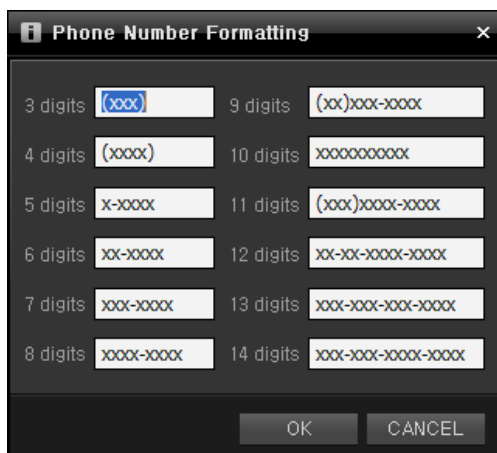 Phone Number Formatting
3 digits (xxx) 9 digits (xx)xxx-xxxx
4 digits (xxxx) 10 digits xxxxxxxxxx
5 digits x-xxxx 11 digits (xxx)xxxx-xxxx
6 digits xx-xxxx 12 digits xx-xx-xxxx-xxxx
7 digits xxx-xxxx 13 digits xxx-xxx-xxx-xxxx
8 digits xxxx-xxxx 14 digits xxx-xxx-xxxx-xxxx
OK CANCEL